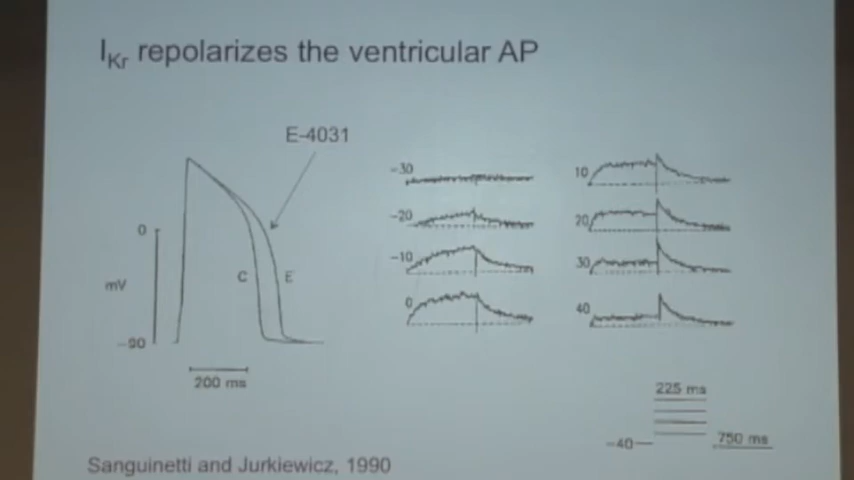 I_Kr repolarizes the ventricular AP
E-4031
0
mV
-90
C
E
200 ms
-30
-20
-10
0
10
20
30
40
225 ms
-40
750 ms
Sanguinetti and Jurkiewicz, 1990